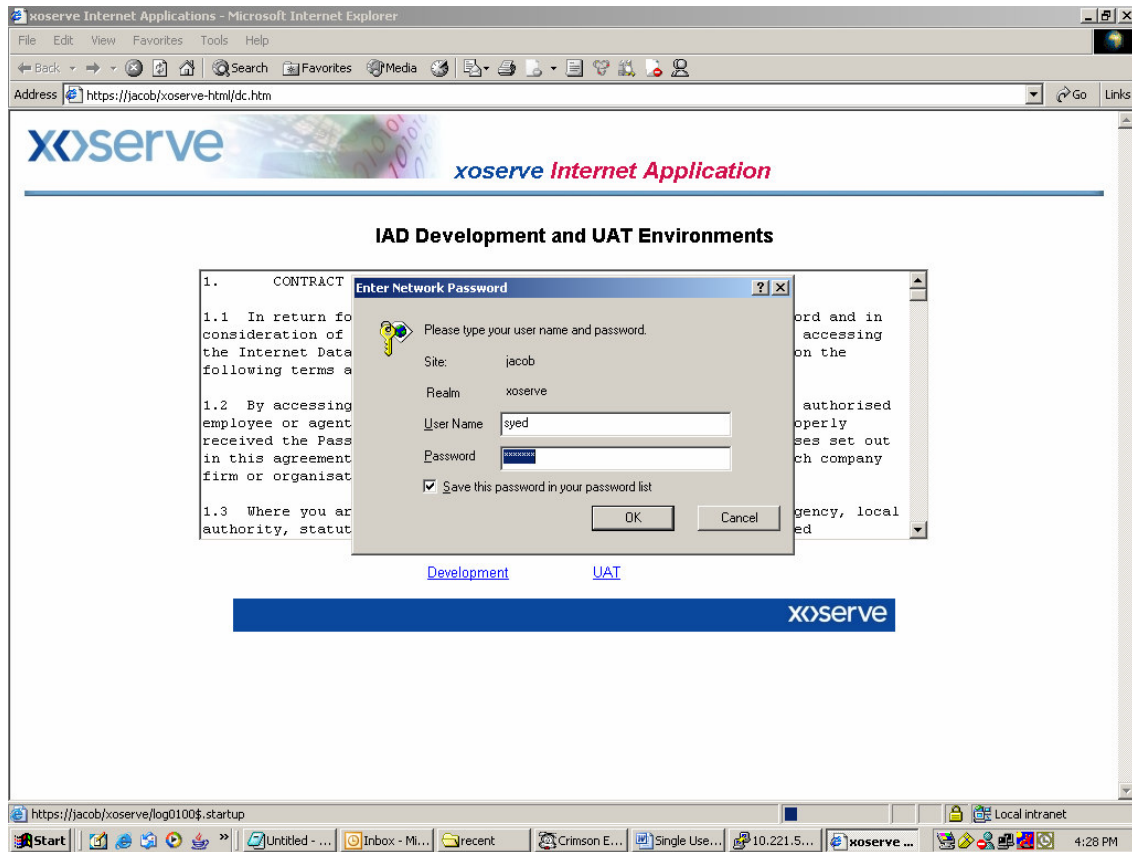 xoserve Internet Applications - Microsoft Internet Explorer
File Edit View Favorites Tools Help
Back Search Favorites Media
Address https://jacob/xoserve-html/dc.htm Go Links
xoserve
xoserve Internet Application
IAD Development and UAT Environments
1. CONTRACT
1.1 In return fo ord and in
consideration of accessing
the Internet Data on the
following terms a
1.2 By accessing authorised
employee or agent operly
received the Pass ses set out
in this agreement ch company
firm or organisat
1.3 Where you ar gency, local
authority, statut ed
Enter Network Password
Please type your user name and password.
Site: jacob
Realm xoserve
User Name syed
Password xxxxxxx
Save this password in your password list
OK Cancel
Development UAT
xoserve
https://jacob/xoserve/log0100$.startup Local intranet
Start » Untitled - ... Inbox - Mi... recent Crimson E... Single Use... 10.221.5... xoserve ... 4:28 PM